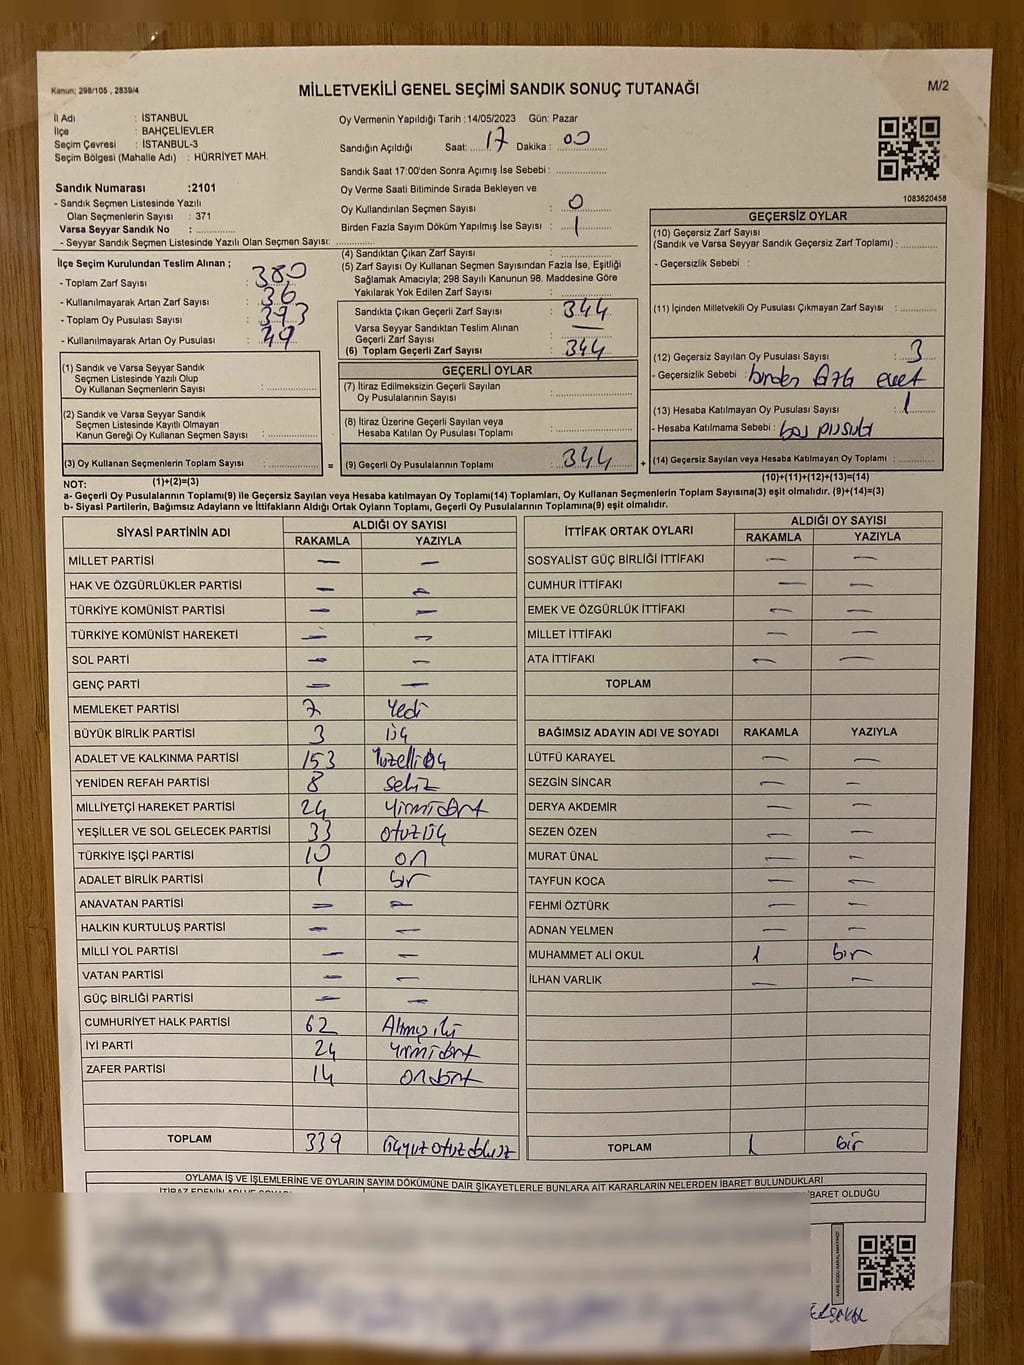 Kanun: 298/105 , 2839/4
MİLLETVEKİLİ GENEL SEÇİMİ SANDIK SONUÇ TUTANAĞI
M/2
İl Adı : İSTANBUL
İlçe : BAHÇELİEVLER
Seçim Çevresi : İSTANBUL-3
Seçim Bölgesi (Mahalle Adı) : HÜRRİYET MAH.
Sandık Numarası :2101
- Sandık Seçmen Listesinde Yazılı
Olan Seçmenlerin Sayısı : 371
Varsa Seyyar Sandık No : ..............
- Seyyar Sandık Seçmen Listesinde Yazılı Olan Seçmen Sayısı: ..............
Oy Vermenin Yapıldığı Tarih :14/05/2023 Gün: Pazar
Sandığın Açıldığı Saat: 17 Dakika : 00
Sandık Saat 17:00'den Sonra Açımış İse Sebebi : ..............
Oy Verme Saati Bitiminde Sırada Bekleyen ve
Oy Kullandırılan Seçmen Sayısı : 0
Birden Fazla Sayım Döküm Yapılmış İse Sayısı : 1
1083620458
İlçe Seçim Kurulundan Teslim Alınan ;
- Toplam Zarf Sayısı : 380
- Kullanılmayarak Artan Zarf Sayısı : 36
- Toplam Oy Pusulası Sayısı : 393
- Kullanılmayarak Artan Oy Pusulası : 49
(1) Sandık ve Varsa Seyyar Sandık
Seçmen Listesinde Yazılı Olup
Oy Kullanan Seçmenlerin Sayısı : ..............
(2) Sandık ve Varsa Seyyar Sandık
Seçmen Listesinde Kayıtlı Olmayan
Kanun Gereği Oy Kullanan Seçmen Sayısı : ..............
(3) Oy Kullanan Seçmenlerin Toplam Sayısı : ..............
(4) Sandıktan Çıkan Zarf Sayısı : ..............
(5) Zarf Sayısı Oy Kullanan Seçmen Sayısından Fazla İse, Eşitliği
Sağlamak Amacıyla; 298 Sayılı Kanunun 98. Maddesine Göre
Yakılarak Yok Edilen Zarf Sayısı : ..............
Sandıkta Çıkan Geçerli Zarf Sayısı : 344
Varsa Seyyar Sandıktan Teslim Alınan
Geçerli Zarf Sayısı : —
(6) Toplam Geçerli Zarf Sayısı : 344
GEÇERLİ OYLAR
(7) İtiraz Edilmeksizin Geçerli Sayılan
Oy Pusulalarının Sayısı : ..............
(8) İtiraz Üzerine Geçerli Sayılan veya
Hesaba Katılan Oy Pusulası Toplamı : ..............
= (9) Geçerli Oy Pusulalarının Toplamı : 344 +
GEÇERSİZ OYLAR
(10) Geçersiz Zarf Sayısı
(Sandık ve Varsa Seyyar Sandık Geçersiz Zarf Toplamı) : ..............
- Geçersizlik Sebebi :
(11) İçinden Milletvekili Oy Pusulası Çıkmayan Zarf Sayısı : ..............
(12) Geçersiz Sayılan Oy Pusulası Sayısı : 3
- Geçersizlik Sebebi : birden fazla evet
(13) Hesaba Katılmayan Oy Pusulası Sayısı : 1
- Hesaba Katılmama Sebebi : boş pusula
(14) Geçersiz Sayılan veya Hesaba Katılmayan Oy Toplamı : ..............
NOT: (1)+(2)=(3)
(10)+(11)+(12)+(13)=(14)
a- Geçerli Oy Pusulalarının Toplamı(9) ile Geçersiz Sayılan veya Hesaba katılmayan Oy Toplamı(14) Toplamları, Oy Kullanan Seçmenlerin Toplam Sayısına(3) eşit olmalıdır. (9)+(14)=(3)
b- Siyasi Partilerin, Bağımsız Adayların ve İttifakların Aldığı Ortak Oyların Toplamı, Geçerli Oy Pusulalarının Toplamına(9) eşit olmalıdır.
SİYASİ PARTİNİN ADI ALDIĞI OY SAYISI
RAKAMLA YAZIYLA
MİLLET PARTİSİ — —
HAK VE ÖZGÜRLÜKLER PARTİSİ — —
TÜRKİYE KOMÜNİST PARTİSİ — —
TÜRKİYE KOMÜNİST HAREKETİ — —
SOL PARTİ — —
GENÇ PARTİ — —
MEMLEKET PARTİSİ 7 Yedi
BÜYÜK BİRLİK PARTİSİ 3 üç
ADALET VE KALKINMA PARTİSİ 153 Yüzelliüç
YENİDEN REFAH PARTİSİ 8 sekiz
MİLLİYETÇİ HAREKET PARTİSİ 24 yirmidört
YEŞİLLER VE SOL GELECEK PARTİSİ 33 otuzüç
TÜRKİYE İŞÇİ PARTİSİ 10 on
ADALET BİRLİK PARTİSİ 1 bir
ANAVATAN PARTİSİ — —
HALKIN KURTULUŞ PARTİSİ — —
MİLLİ YOL PARTİSİ — —
VATAN PARTİSİ — —
GÜÇ BİRLİĞİ PARTİSİ — —
CUMHURİYET HALK PARTİSİ 62 Altmışiki
İYİ PARTİ 24 yirmidört
ZAFER PARTİSİ 14 ondört
TOPLAM 339 üçyüzotuzdokuz
İTTİFAK ORTAK OYLARI ALDIĞI OY SAYISI
RAKAMLA YAZIYLA
SOSYALİST GÜÇ BİRLİĞİ İTTİFAKI — —
CUMHUR İTTİFAKI — —
EMEK VE ÖZGÜRLÜK İTTİFAKI — —
MİLLET İTTİFAKI — —
ATA İTTİFAKI — —
TOPLAM
BAĞIMSIZ ADAYIN ADI VE SOYADI RAKAMLA YAZIYLA
LÜTFÜ KARAYEL — —
SEZGİN SİNCAR — —
DERYA AKDEMİR — —
SEZEN ÖZEN — —
MURAT ÜNAL — —
TAYFUN KOCA — —
FEHMİ ÖZTÜRK — —
ADNAN YELMEN — —
MUHAMMET ALİ OKUL 1 bir
İLHAN VARLIK — —
TOPLAM 1 bir
OYLAMA İŞ VE İŞLEMLERİNE VE OYLARIN SAYIM DÖKÜMÜNE DAİR ŞİKAYETLERLE BUNLARA AİT KARARLARIN NELERDEN İBARET BULUNDUKLARI
İBARET OLDUĞU